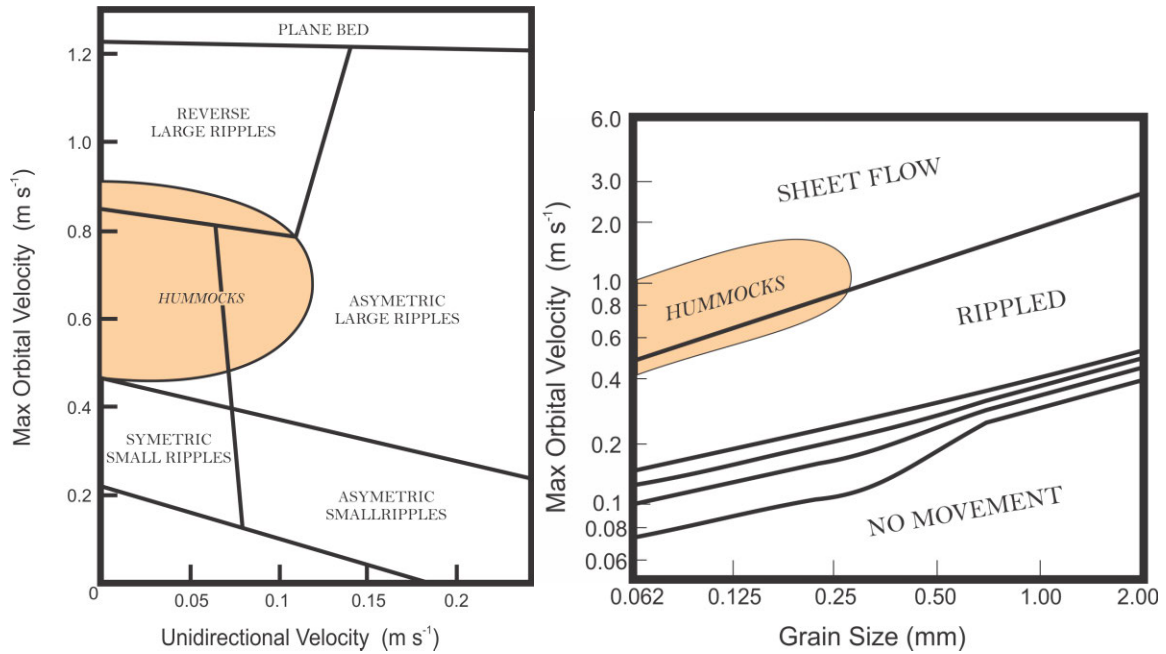 PLANE BED
1.2
REVERSE
LARGE RIPPLES
1.0
0.8
HUMMOCKS
ASYMETRIC
LARGE RIPPLES
0.6
0.4
SYMETRIC
SMALL RIPPLES
0.2
ASYMETRIC
SMALLRIPPLES
0
0.05
0.1
0.15
0.2
Max Orbital Velocity (m s⁻¹)
Unidirectional Velocity (m s⁻¹)
6.0
SHEET FLOW
3.0
2.0
1.0
HUMMOCKS
0.8
RIPPLED
0.6
0.4
0.2
0.1
NO MOVEMENT
0.08
0.06
0.062
0.125
0.25
0.50
1.00
2.00
Max Orbital Velocity (m s⁻¹)
Grain Size (mm)